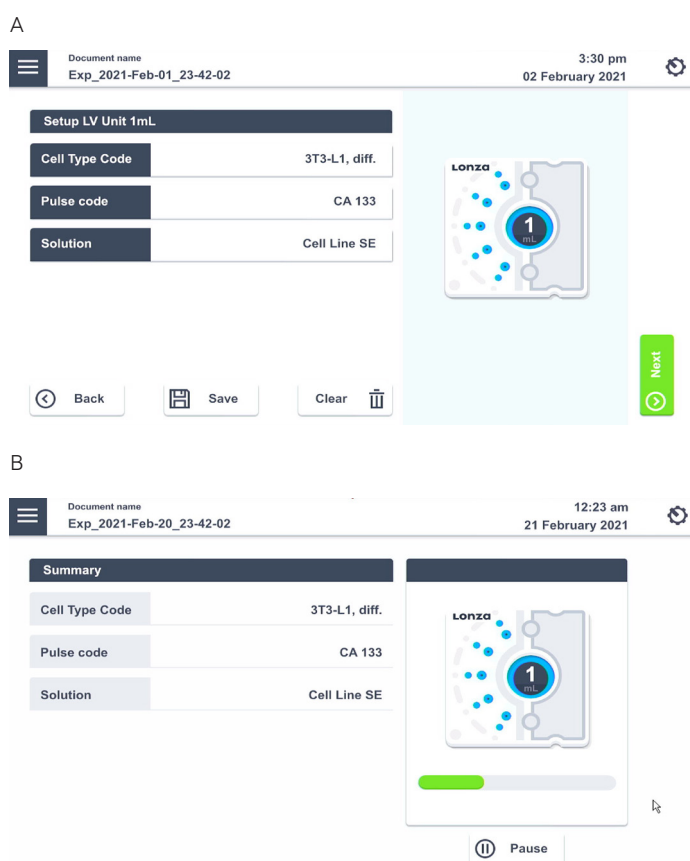 A
Document name
Exp_2021-Feb-01_23-42-02
3:30 pm
02 February 2021
Setup LV Unit 1mL
Cell Type Code 3T3-L1, diff.
Pulse code CA 133
Solution Cell Line SE
Lonza
1
mL
Back Save Clear
Next
B
Document name
Exp_2021-Feb-20_23-42-02
12:23 am
21 February 2021
Summary
Cell Type Code 3T3-L1, diff.
Pulse code CA 133
Solution Cell Line SE
Lonza
1
mL
Pause